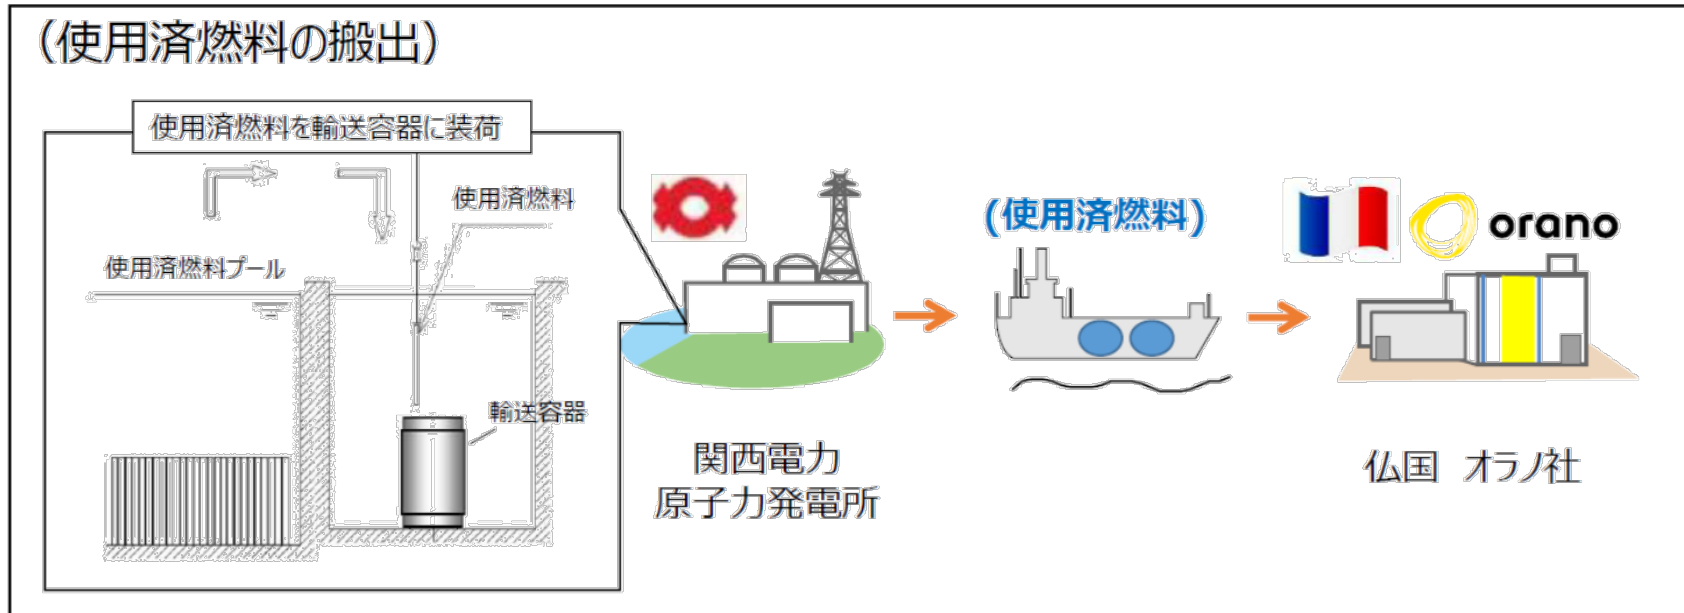 （使用済燃料の搬出）
使用済燃料を輸送容器に装荷
使用済燃料
使用済燃料プール
輸送容器
関西電力
原子力発電所
(使用済燃料)
orano
仏国　オラノ社